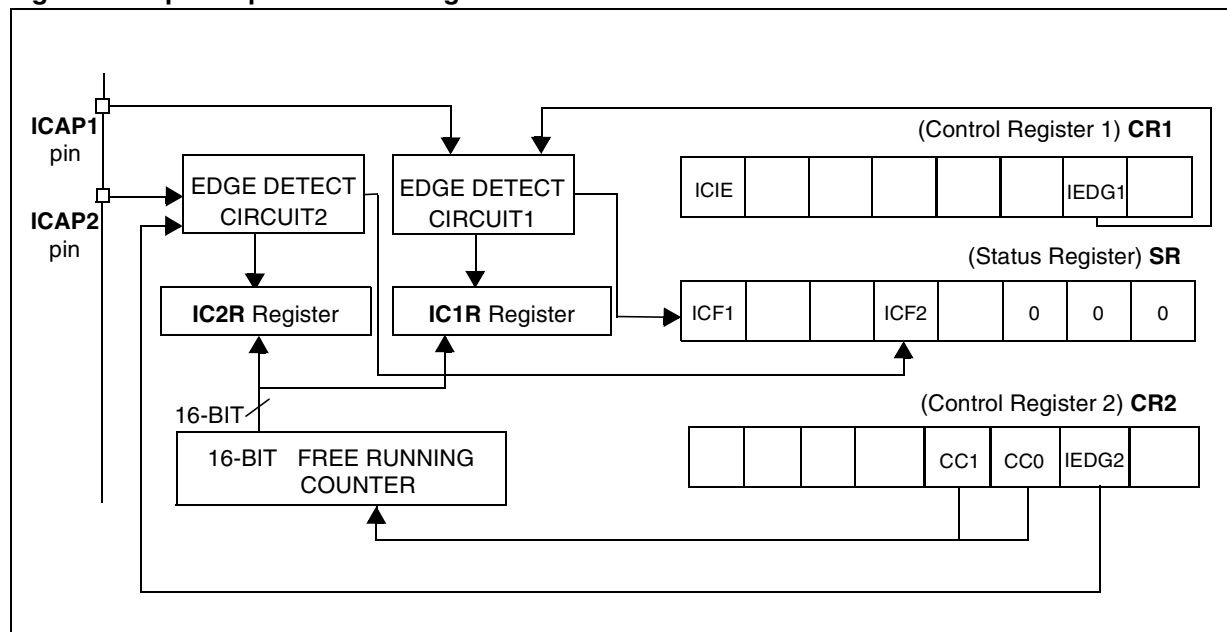 ICAP1
pin
ICAP2
pin
EDGE DETECT
CIRCUIT2
EDGE DETECT
CIRCUIT1
IC2R Register
IC1R Register
16-BIT
16-BIT FREE RUNNING
COUNTER
(Control Register 1) CR1
ICIE
IEDG1
(Status Register) SR
ICF1
ICF2
0
0
0
(Control Register 2) CR2
CC1
CC0
IEDG2